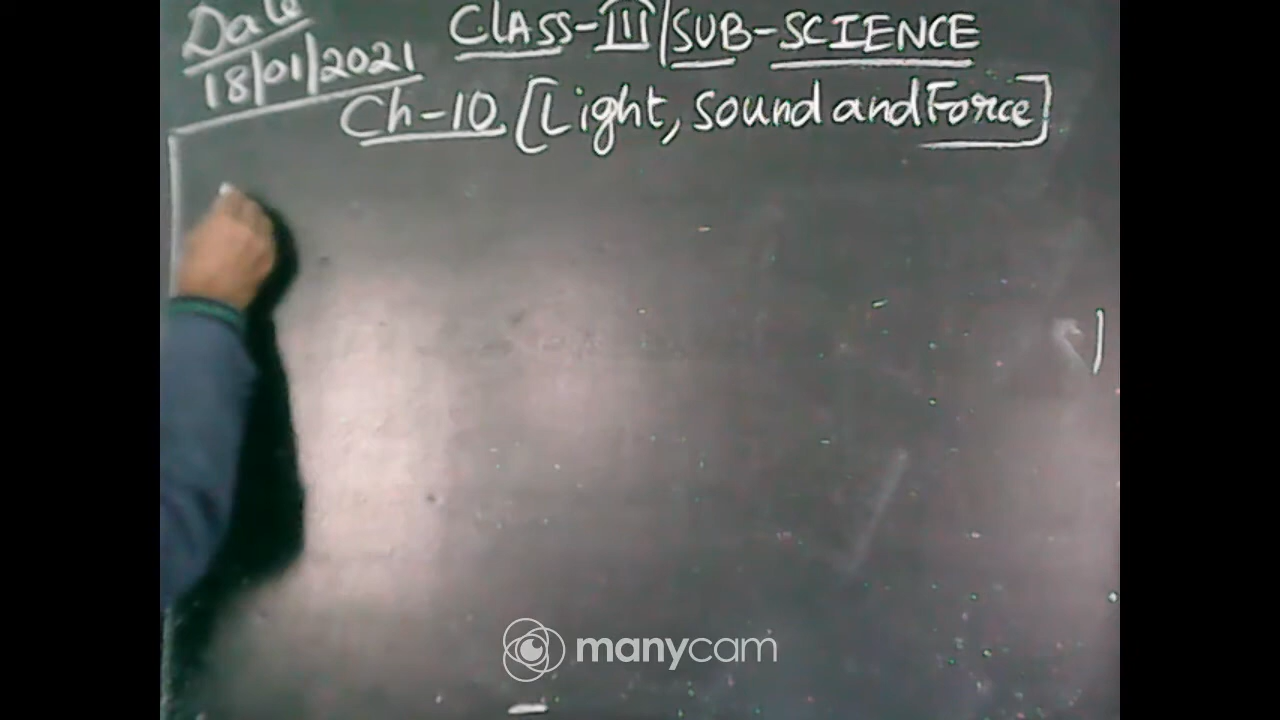 Date
18/01/2021
CLASS-III/SUB-SCIENCE
Ch-10 [Light, Sound and Force]
manycam